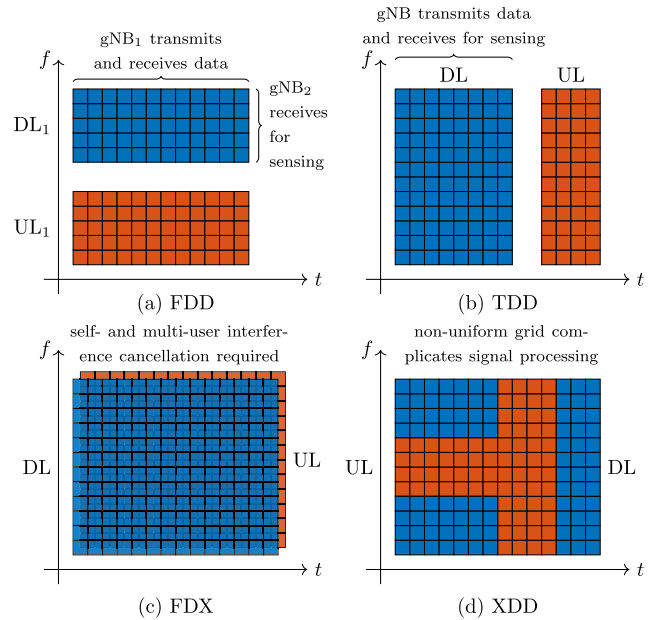 gNB₁ transmits
and receives data
f
DL₁
gNB₂
receives
for
sensing
UL₁
t
(a) FDD
gNB transmits data
and receives for sensing
f
DL
UL
t
(b) TDD
self- and multi-user interfer-
ence cancellation required
f
DL
UL
t
(c) FDX
non-uniform grid com-
plicates signal processing
f
UL
DL
t
(d) XDD